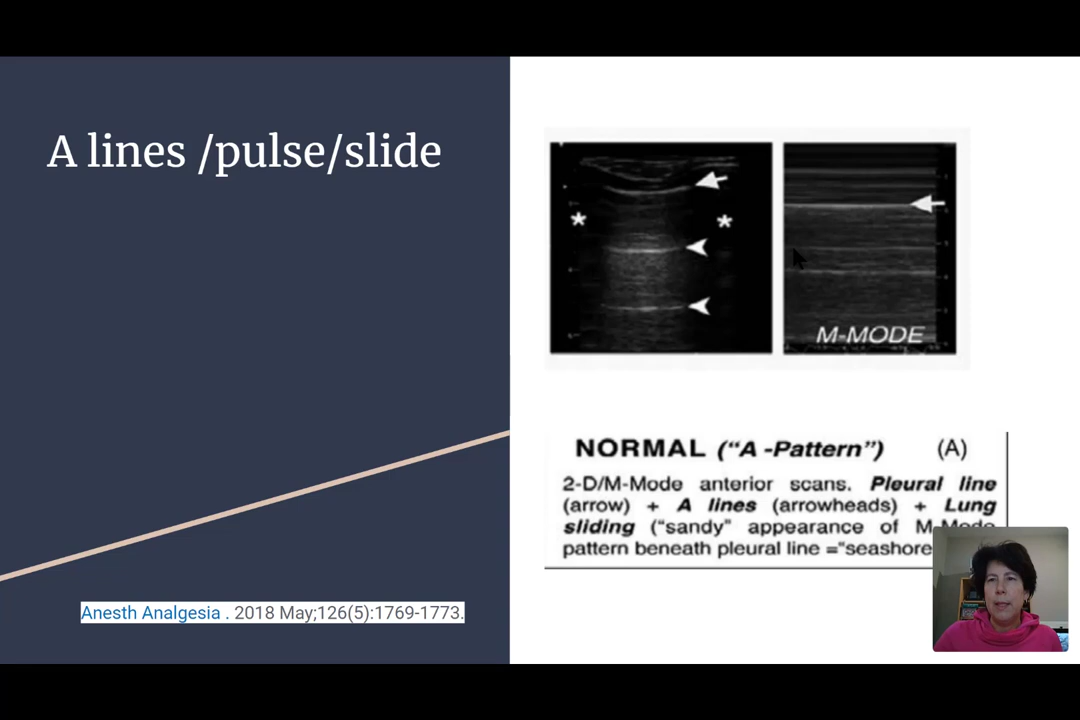 A lines /pulse/slide
M-MODE
NORMAL ("A -Pattern") (A)
2-D/M-Mode anterior scans. Pleural line
(arrow) + A lines (arrowheads) + Lung
sliding ("sandy" appearance of M-Mode
pattern beneath pleural line ="seashore
Anesth Analgesia . 2018 May;126(5):1769-1773.